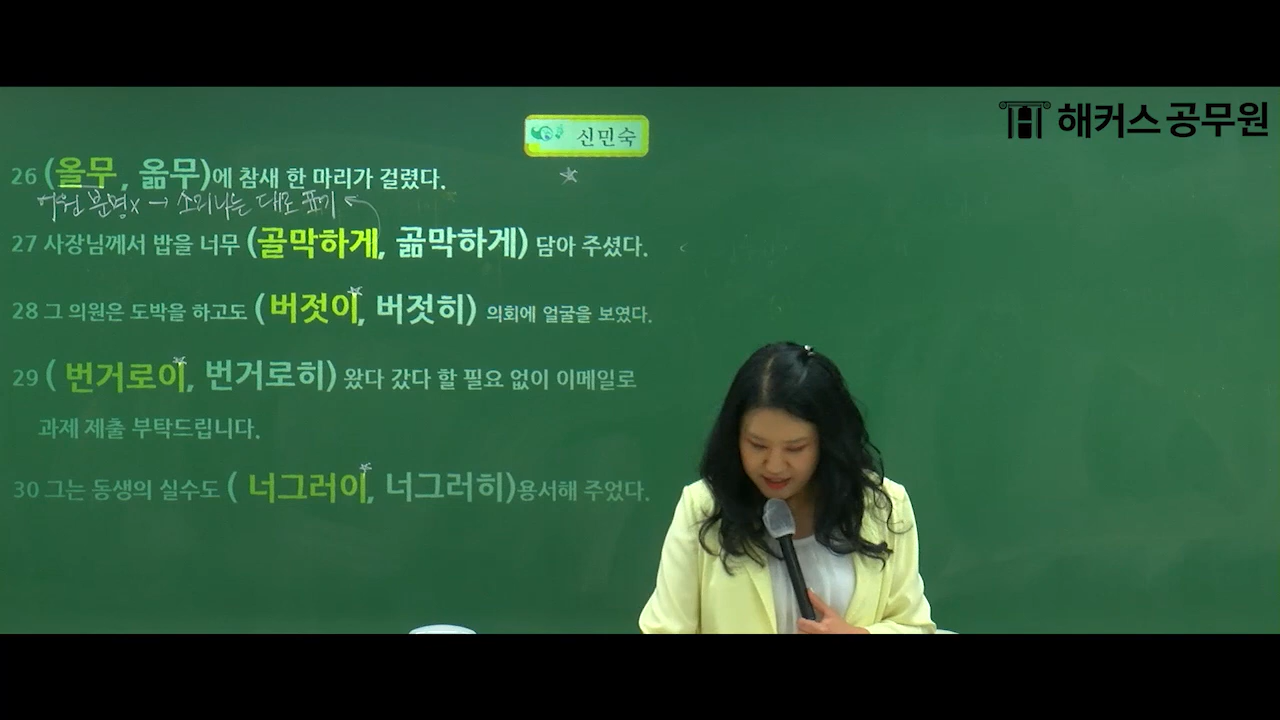 해커스공무원
신민숙
26 (올무, 옮무)에 참새 한 마리가 걸렸다.
어원 분명x → 소리나는 대로 표기
27 사장님께서 밥을 너무 (골막하게, 곪막하게) 담아 주셨다.
28 그 의원은 도박을 하고도 (버젓이, 버젓히) 의회에 얼굴을 보였다.
29 ( 번거로이, 번거로히) 왔다 갔다 할 필요 없이 이메일로
과제 제출 부탁드립니다.
30 그는 동생의 실수도 ( 너그러이, 너그러히)용서해 주었다.